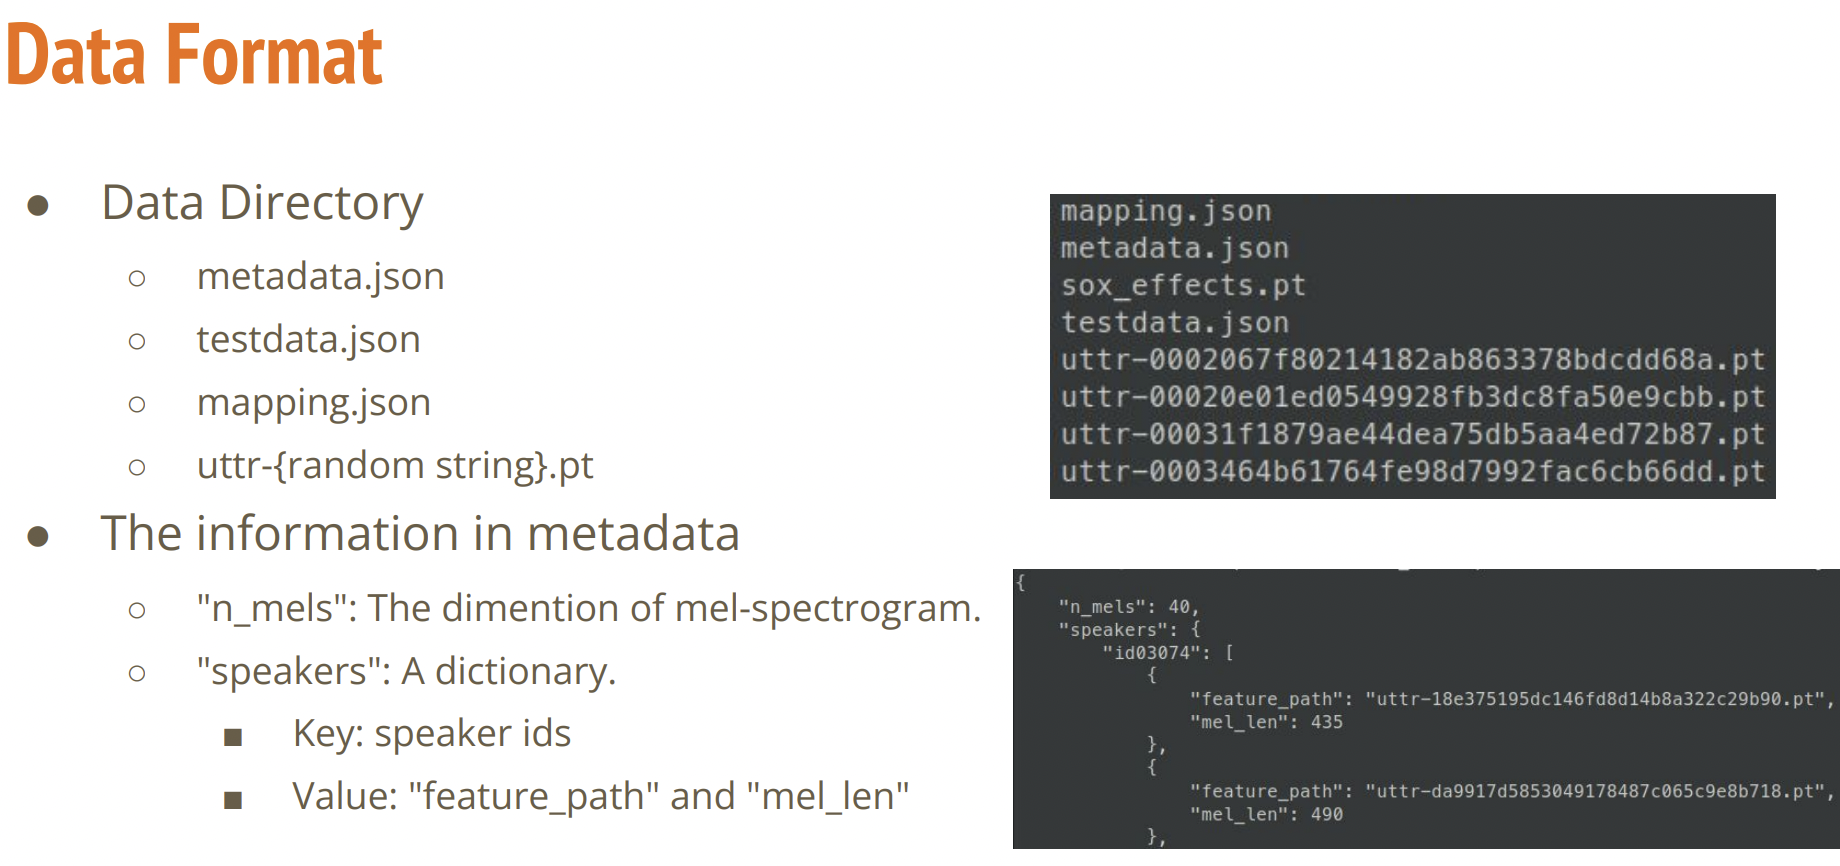 Data Format
● Data Directory
○ metadata.json
○ testdata.json
○ mapping.json
○ uttr-{random string}.pt
● The information in metadata
○ "n_mels": The dimention of mel-spectrogram.
○ "speakers": A dictionary.
■ Key: speaker ids
■ Value: "feature_path" and "mel_len"
mapping.json
metadata.json
sox_effects.pt
testdata.json
uttr-0002067f80214182ab863378bdcdd68a.pt
uttr-00020e01ed0549928fb3dc8fa50e9cbb.pt
uttr-00031f1879ae44dea75db5aa4ed72b87.pt
uttr-0003464b61764fe98d7992fac6cb66dd.pt
{
"n_mels": 40,
"speakers": {
"id03074": [
{
"feature_path": "uttr-18e375195dc146fd8d14b8a322c29b90.pt",
"mel_len": 435
},
{
"feature_path": "uttr-da9917d5853049178487c065c9e8b718.pt",
"mel_len": 490
},